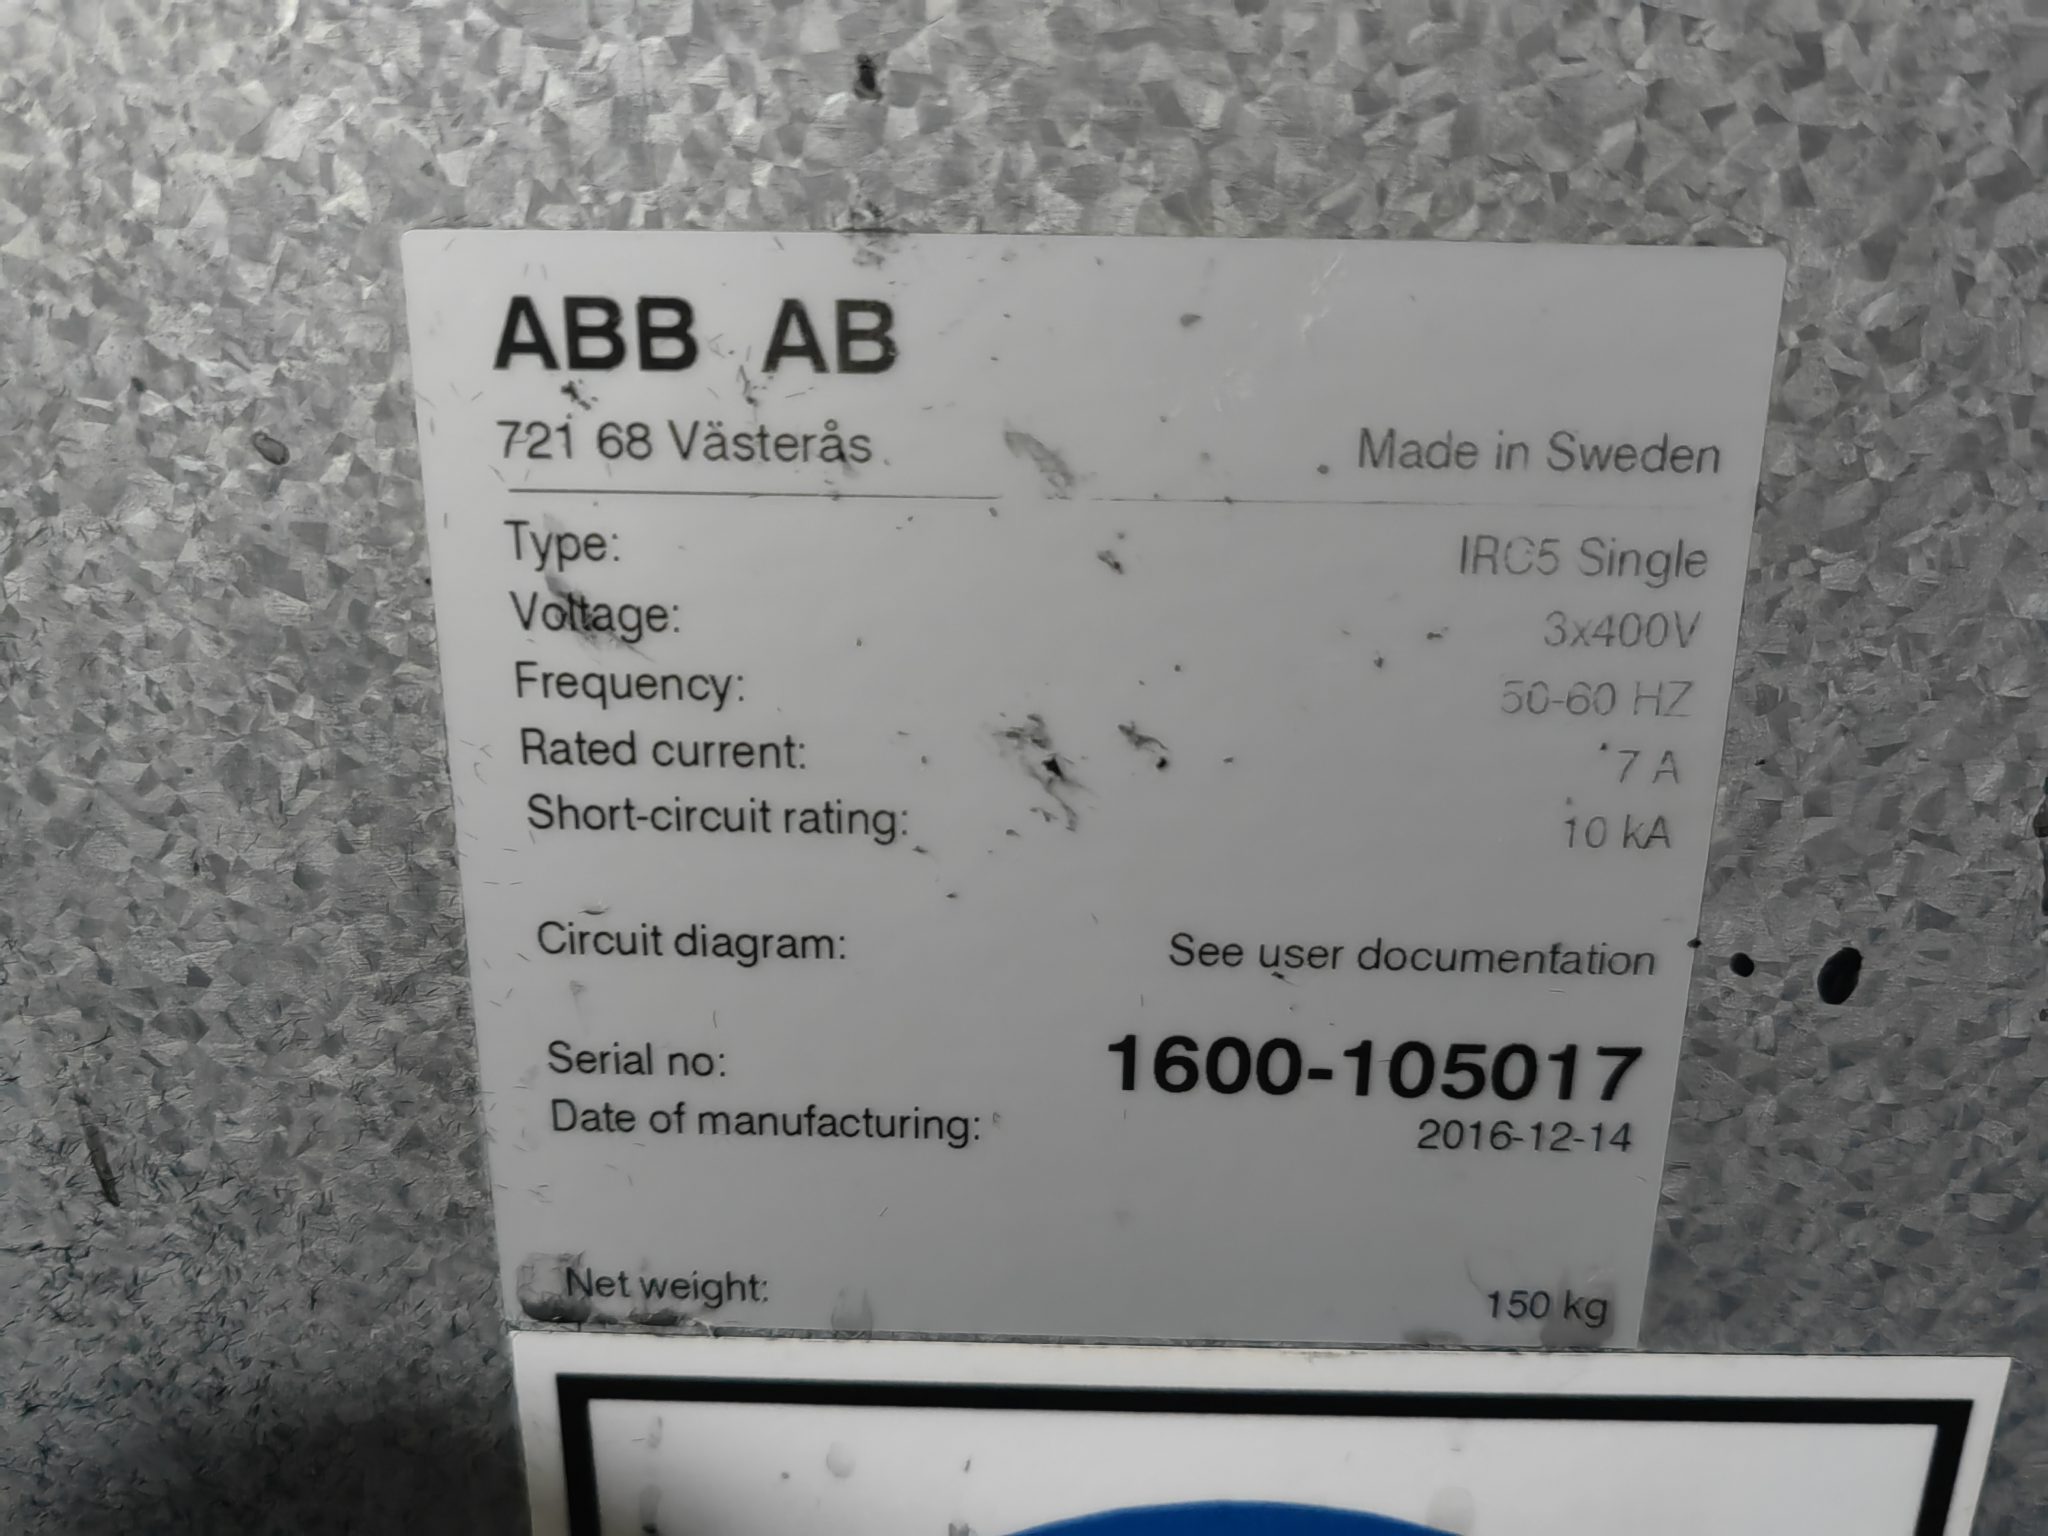 ABB AB
721 68 Västerås
Made in Sweden
Type: IRC5 Single
Voltage: 3x400V
Frequency: 50-60 HZ
Rated current: 7 A
Short-circuit rating: 10 kA
Circuit diagram: See user documentation
Serial no: 1600-105017
Date of manufacturing: 2016-12-14
Net weight: 150 kg